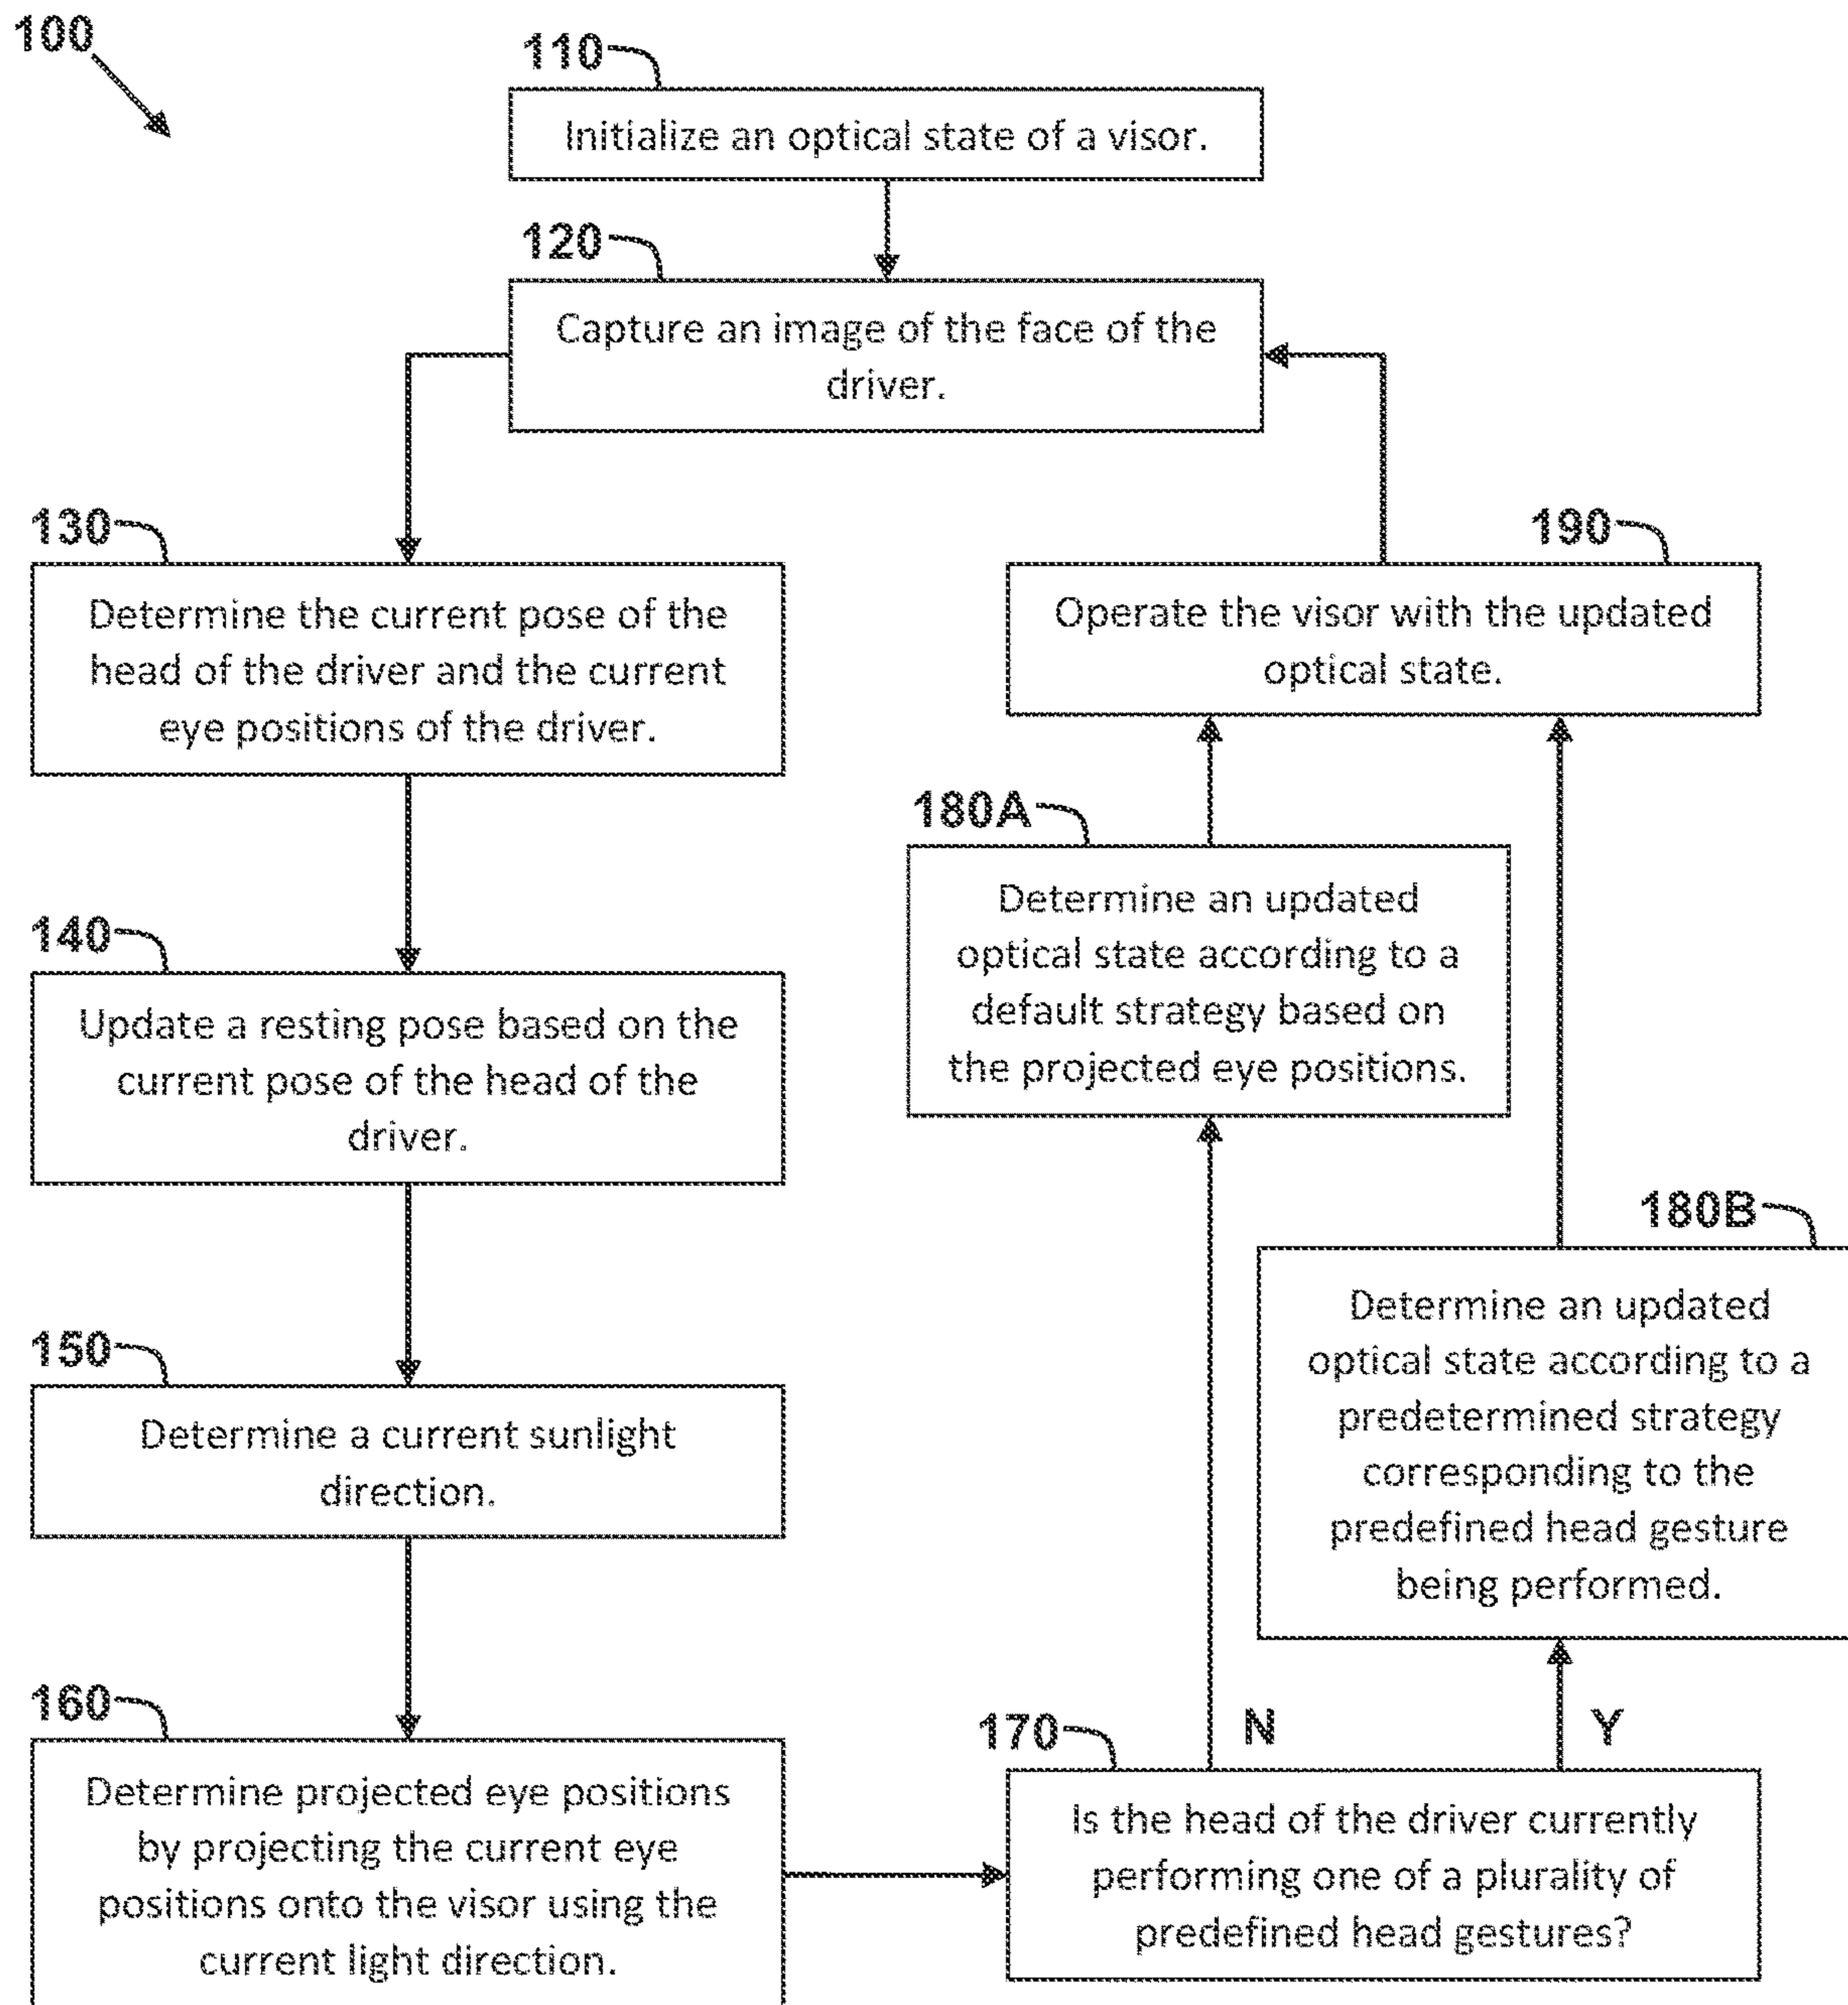 100
110
Initialize an optical state of a visor.
120
Capture an image of the face of the
driver.
130
Determine the current pose of the
head of the driver and the current
eye positions of the driver.
140
Update a resting pose based on the
current pose of the head of the
driver.
150
Determine a current sunlight
direction.
160
Determine projected eye positions
by projecting the current eye
positions onto the visor using the
current light direction.
170
N
Y
Is the head of the driver currently
performing one of a plurality of
predefined head gestures?
180A
Determine an updated
optical state according to a
default strategy based on
the projected eye positions.
180B
Determine an updated
optical state according to a
predetermined strategy
corresponding to the
predefined head gesture
being performed.
190
Operate the visor with the updated
optical state.